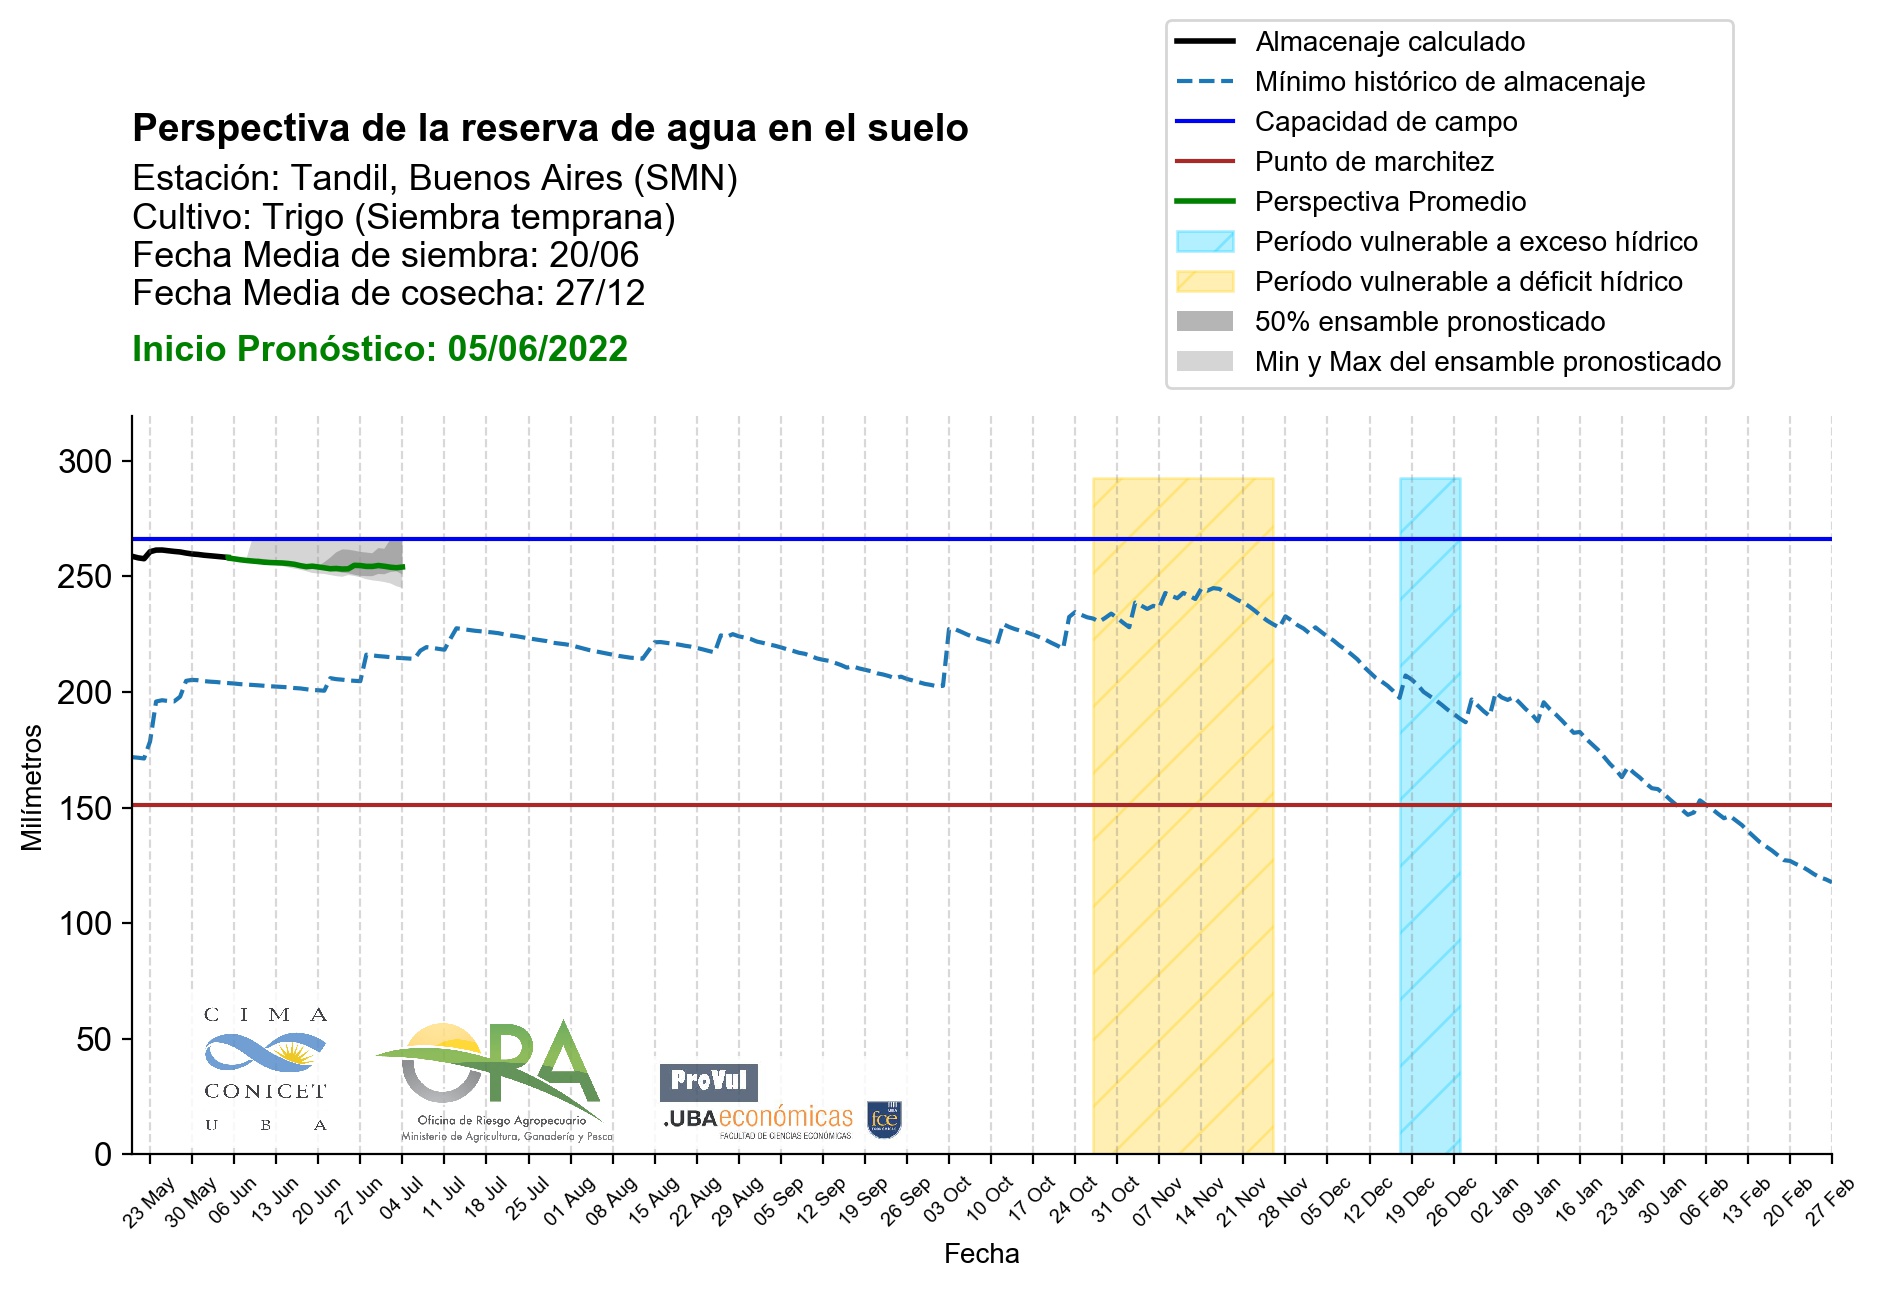 Almacenaje calculado
Mínimo histórico de almacenaje
Capacidad de campo
Punto de marchitez
Perspectiva Promedio
Período vulnerable a exceso hídrico
Período vulnerable a déficit hídrico
50% ensamble pronosticado
Min y Max del ensamble pronosticado
Perspectiva de la reserva de agua en el suelo
Estación: Tandil, Buenos Aires (SMN)
Cultivo: Trigo (Siembra temprana)
Fecha Media de siembra: 20/06
Fecha Media de cosecha: 27/12
Inicio Pronóstico: 05/06/2022
Milímetros
300
250
200
150
100
50
0
CIMA
CONICET
UBA
ORA
Oficina de Riesgo Agropecuario
Ministerio de Agricultura, Ganadería y Pesca
ProVul
.UBAeconómicas
FACULTAD DE CIENCIAS ECONÓMICAS
fce
23 May 30 May 06 Jun 13 Jun 20 Jun 27 Jun 04 Jul 11 Jul 18 Jul 25 Jul 01 Aug 08 Aug 15 Aug 22 Aug 29 Aug 05 Sep 12 Sep 19 Sep 26 Sep 03 Oct 10 Oct 17 Oct 24 Oct 31 Oct 07 Nov 14 Nov 21 Nov 28 Nov 05 Dec 12 Dec 19 Dec 26 Dec 02 Jan 09 Jan 16 Jan 23 Jan 30 Jan 06 Feb 13 Feb 20 Feb 27 Feb
Fecha